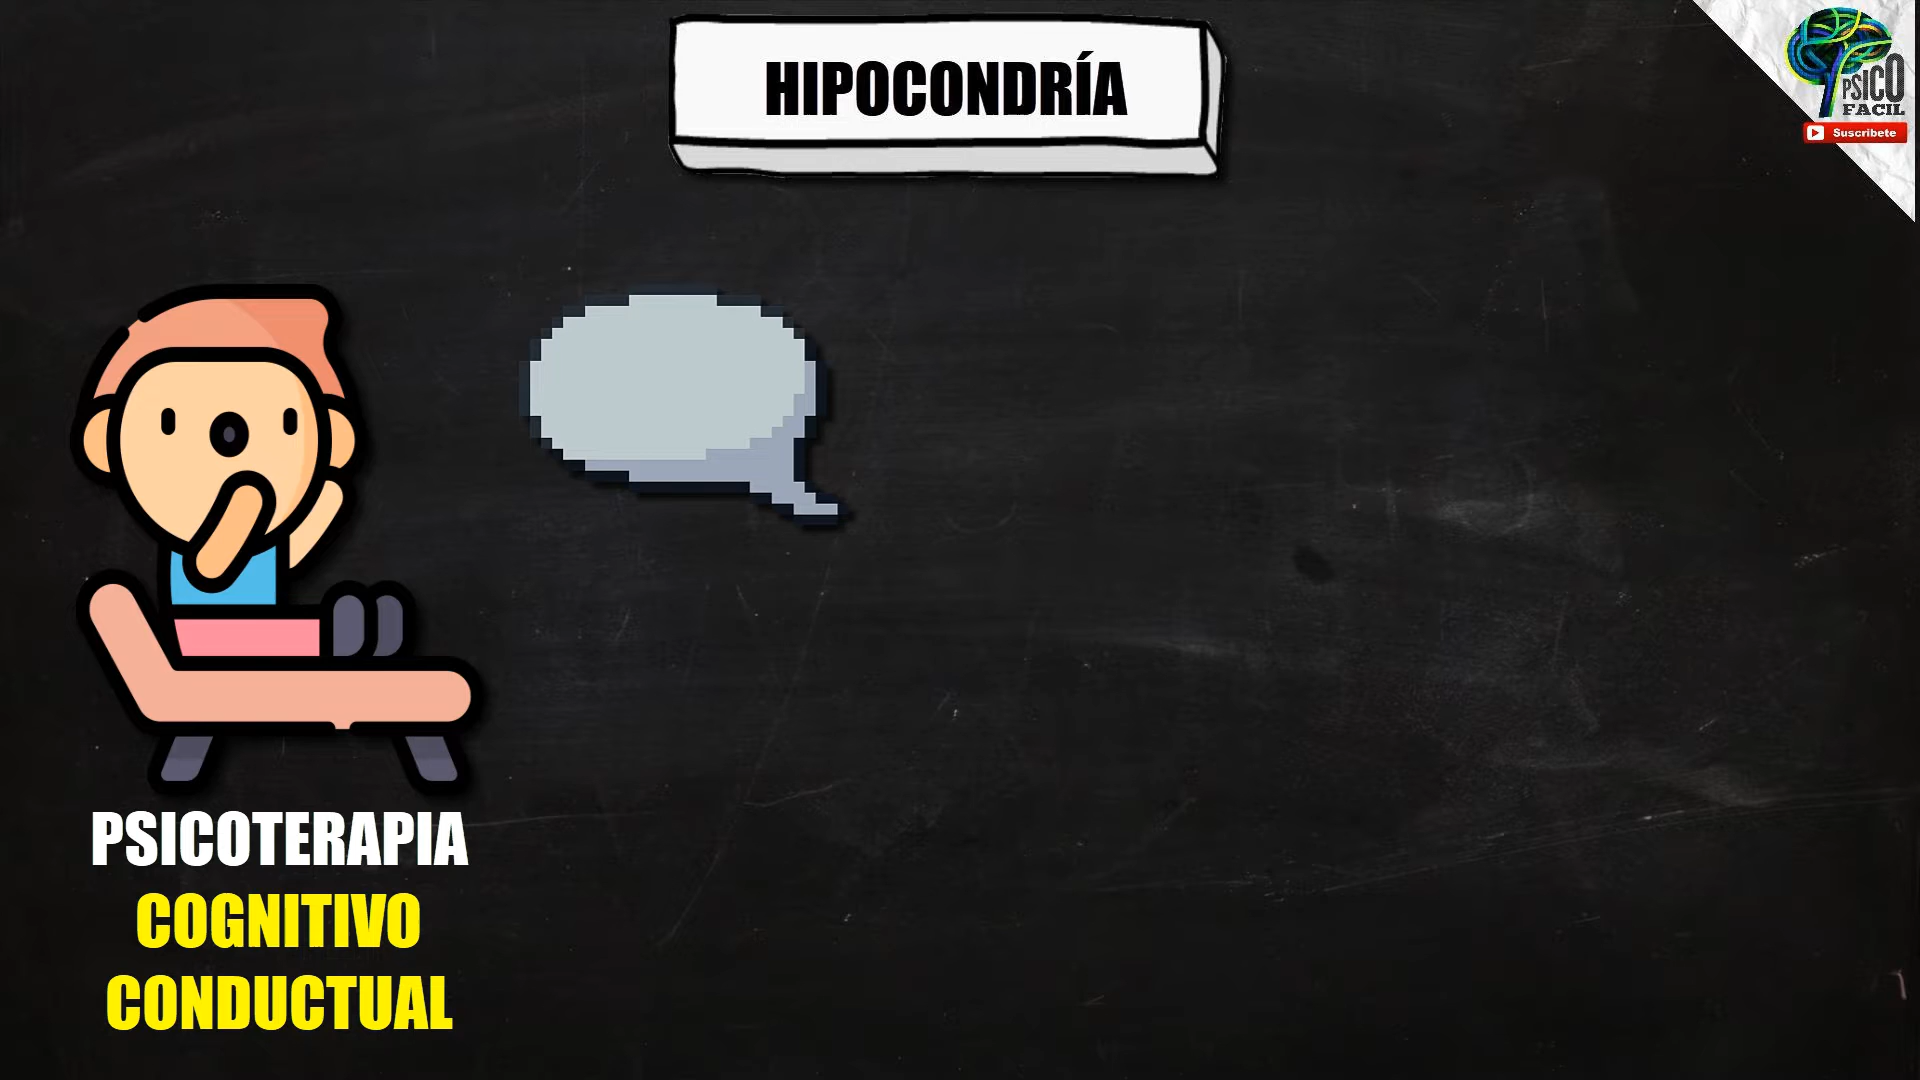 HIPOCONDRÍA
PSICO
FACIL
Suscribete
PSICOTERAPIA
COGNITIVO
CONDUCTUAL